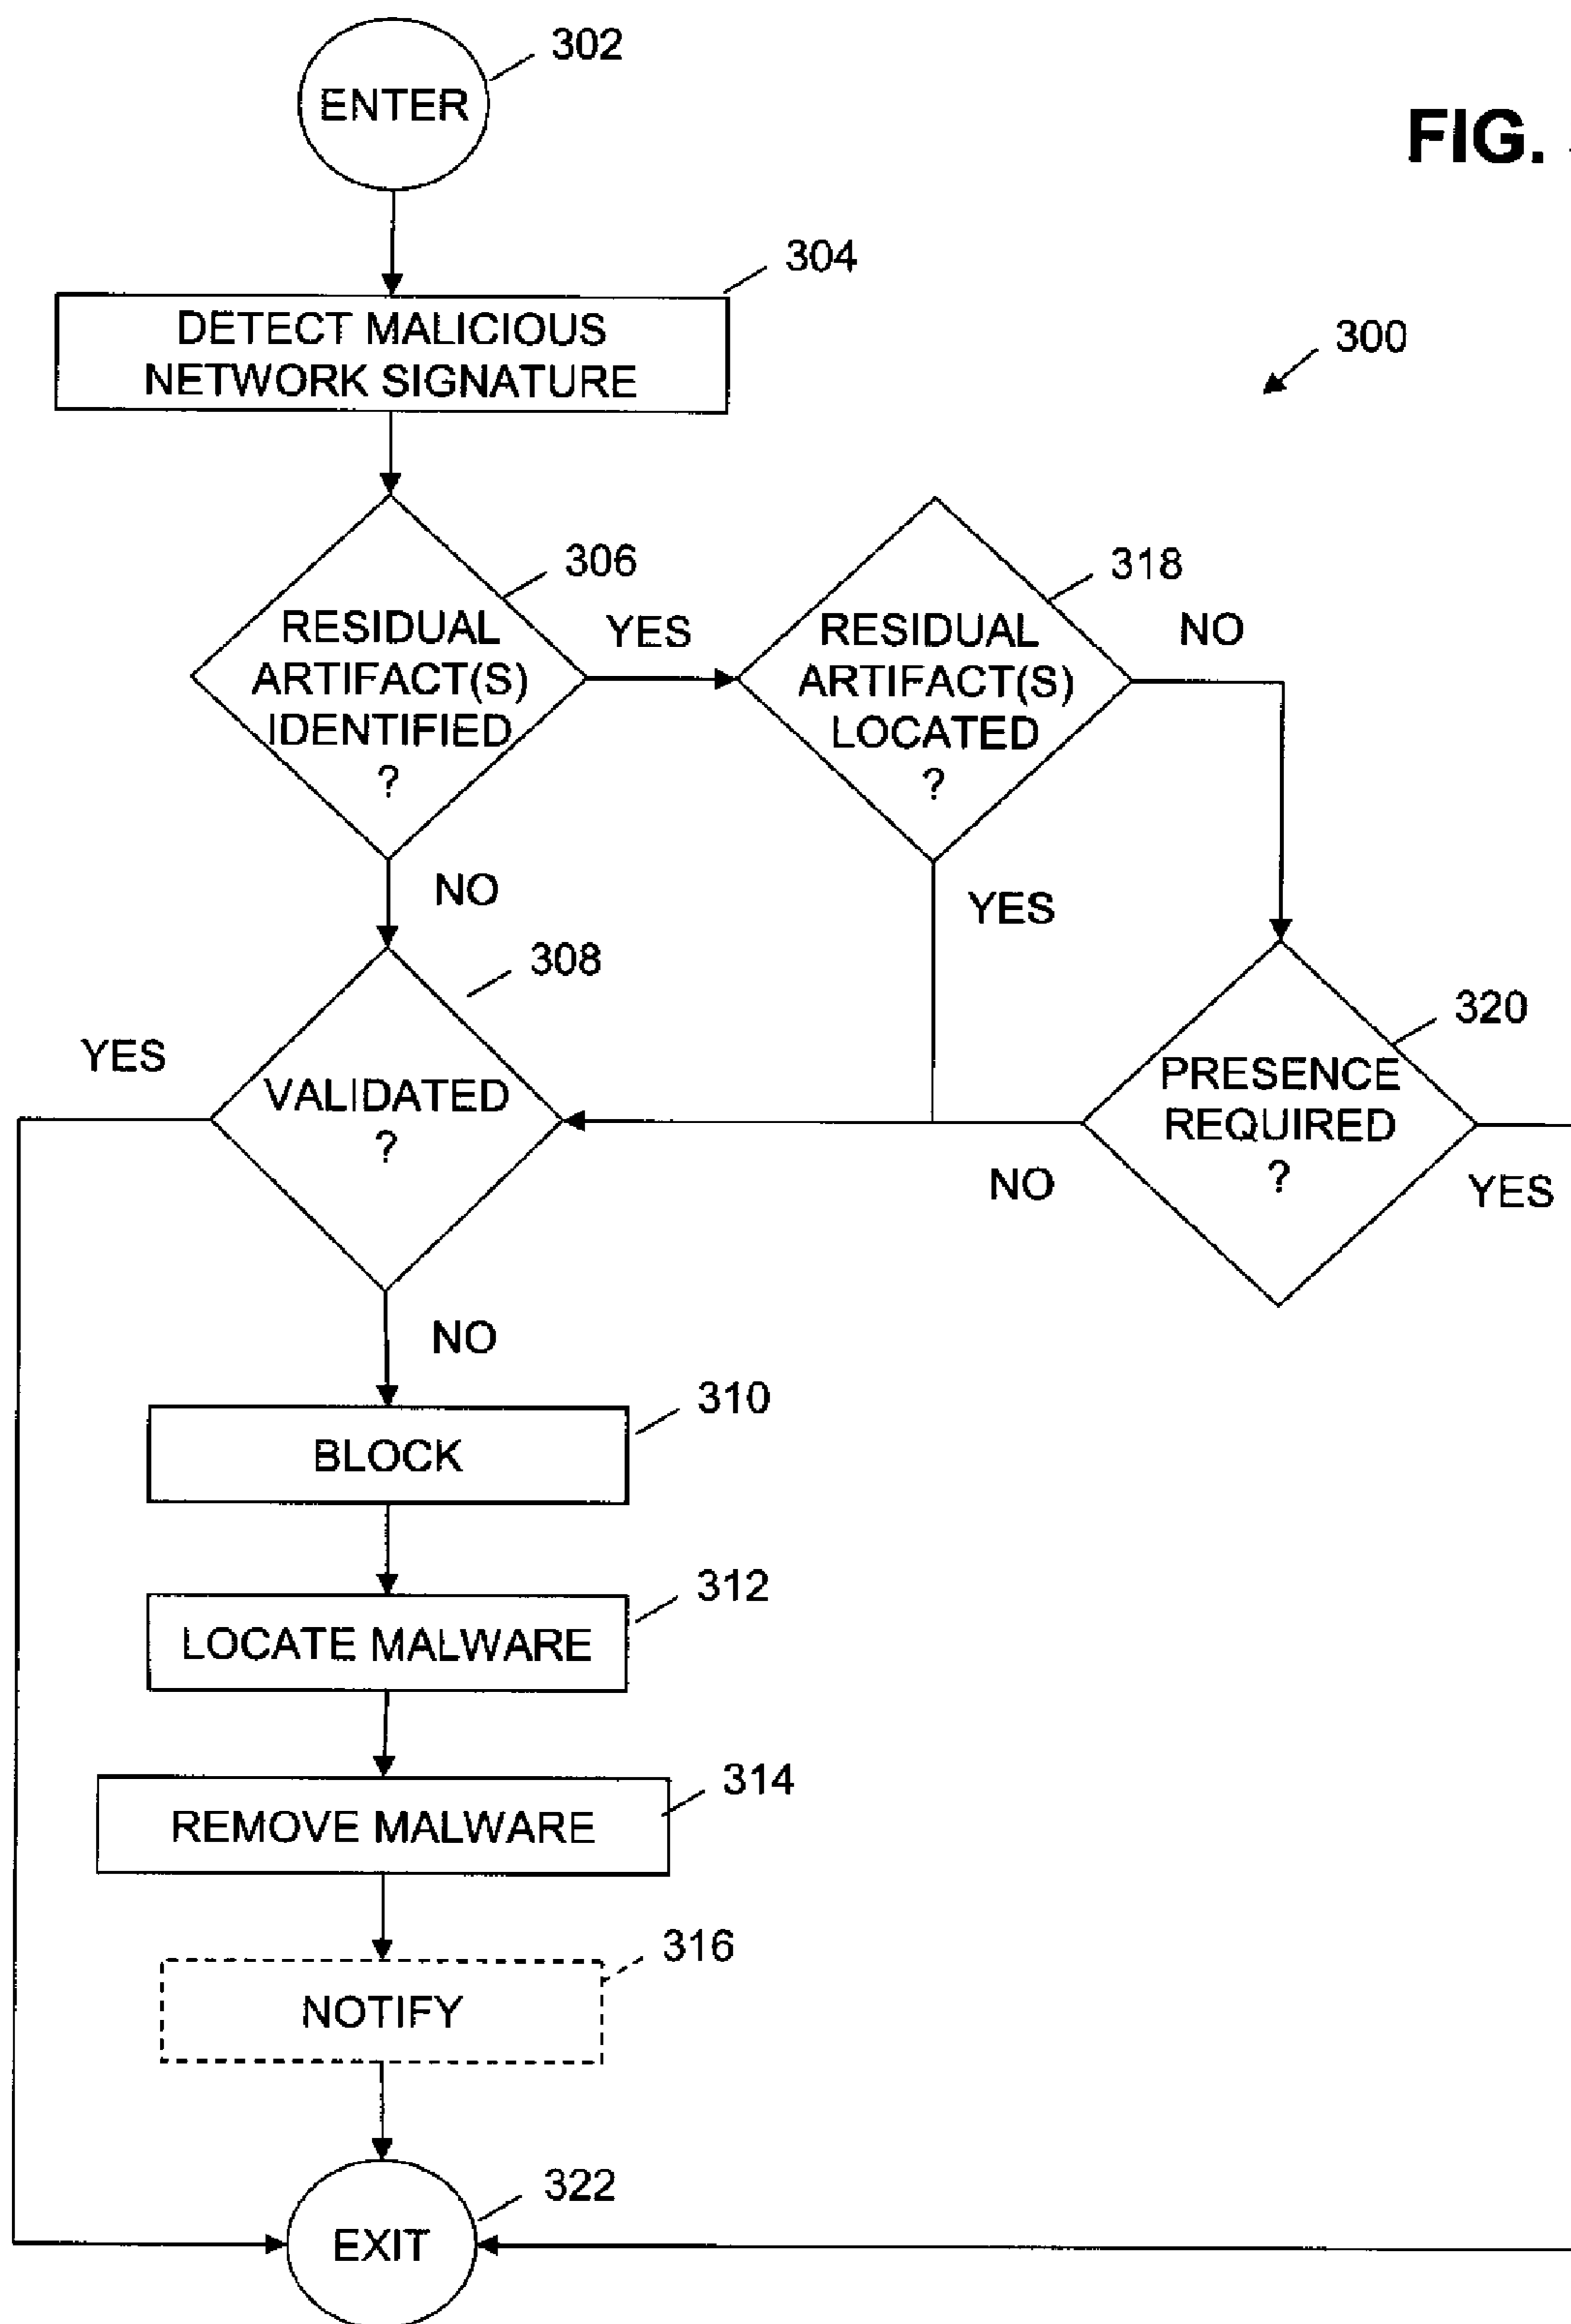 302
ENTER
FIG.
304
DETECT MALICIOUS
NETWORK SIGNATURE
300
306
RESIDUAL
ARTIFACT(S)
IDENTIFIED
?
YES
318
RESIDUAL
ARTIFACT(S)
LOCATED
?
NO
NO
YES
308
VALIDATED
?
YES
320
PRESENCE
REQUIRED
?
NO
YES
NO
310
BLOCK
312
LOCATE MALWARE
314
REMOVE MALWARE
316
NOTIFY
322
EXIT